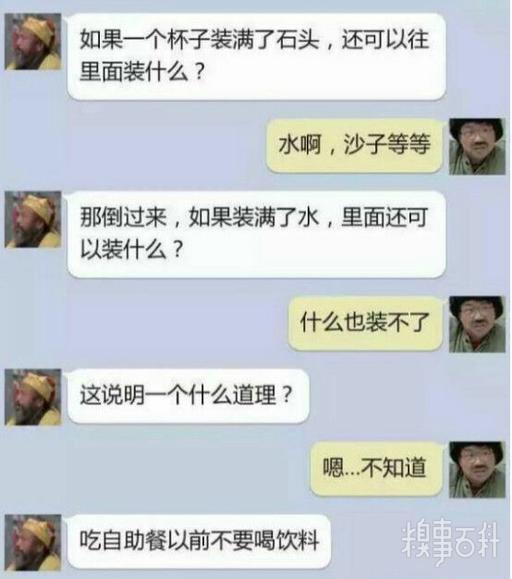 如果一个杯子装满了石头，还可以往
里面装什么？
水啊，沙子等等
那倒过来，如果装满了水，里面还可
以装什么？
什么也装不了
这说明一个什么道理？
嗯...不知道
吃自助餐以前不要喝饮料
糗事百科